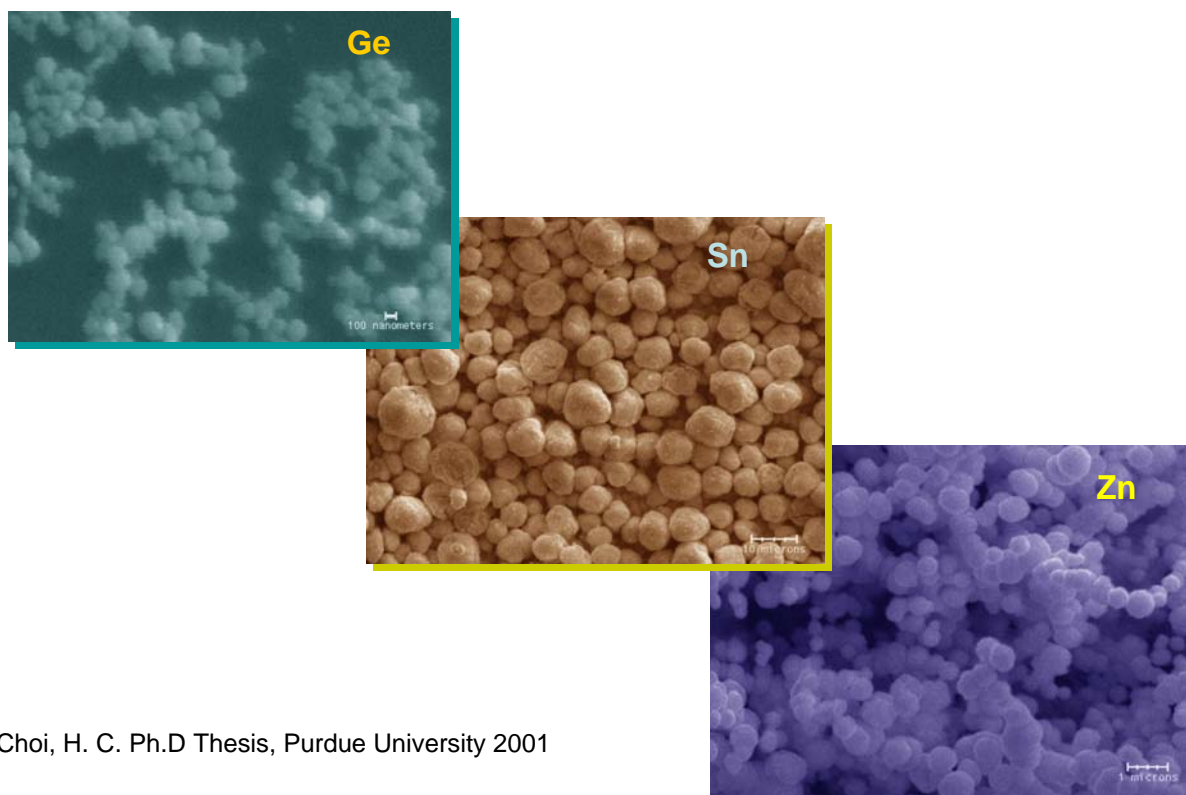 Ge
100 nanometers
Sn
10 microns
Zn
1 microns
Choi, H. C. Ph.D Thesis, Purdue University 2001